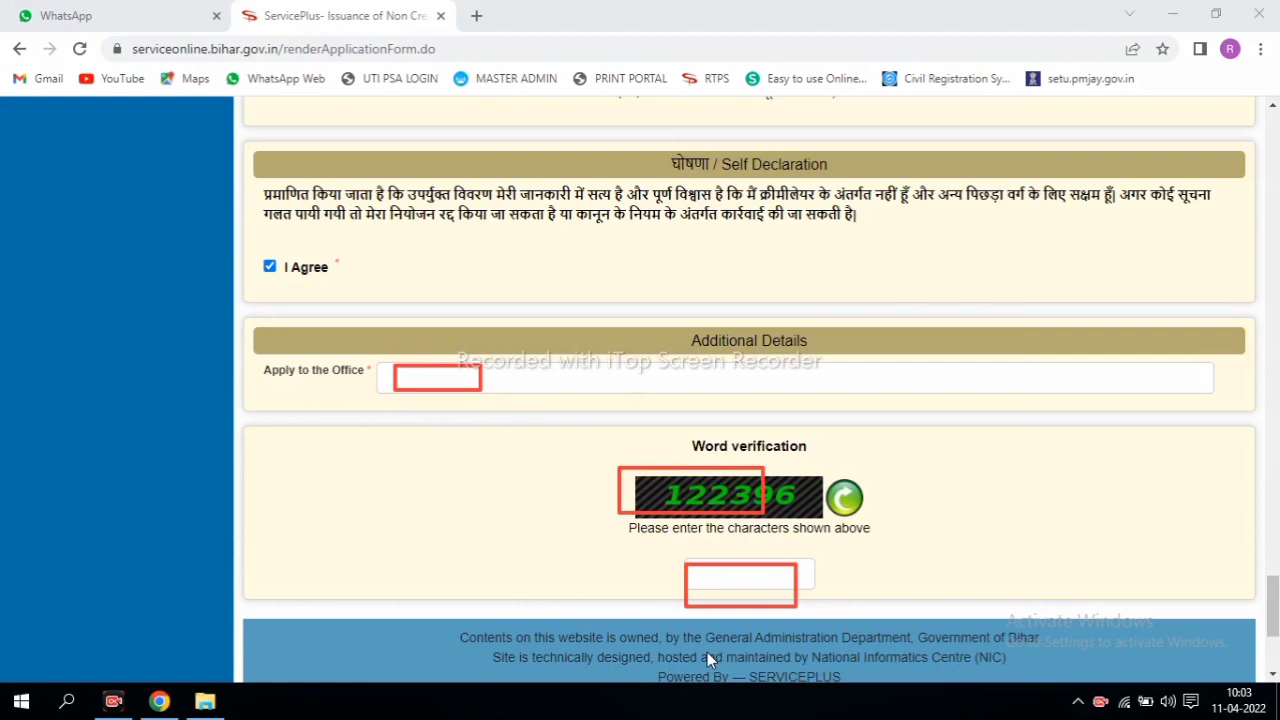 WhatsApp
ServicePlus- Issuance of Non Cre
serviceonline.bihar.gov.in/renderApplicationForm.do
R
Gmail YouTube Maps WhatsApp Web UTI PSA LOGIN MASTER ADMIN PRINT PORTAL RTPS Easy to use Online... Civil Registration Sy... setu.pmjay.gov.in
घोषणा / Self Declaration
प्रमाणित किया जाता है कि उपर्युक्त विवरण मेरी जानकारी में सत्य है और पूर्ण विश्वास है कि मैं क्रीमीलेयर के अंतर्गत नहीं हूँ और अन्य पिछड़ा वर्ग के लिए सक्षम हूँ| अगर कोई सूचना
गलत पायी गयी तो मेरा नियोजन रद्द किया जा सकता है या कानून के नियम के अंतर्गत कार्रवाई की जा सकती है|
I Agree *
Additional Details
Recorded with iTop Screen Recorder
Apply to the Office *
Word verification
122396
Please enter the characters shown above
Activate Windows
Go to Settings to activate Windows.
Contents on this website is owned, by the General Administration Department, Government of Bihar
Site is technically designed, hosted and maintained by National Informatics Centre (NIC)
Powered By — SERVICEPLUS
10:03
11-04-2022